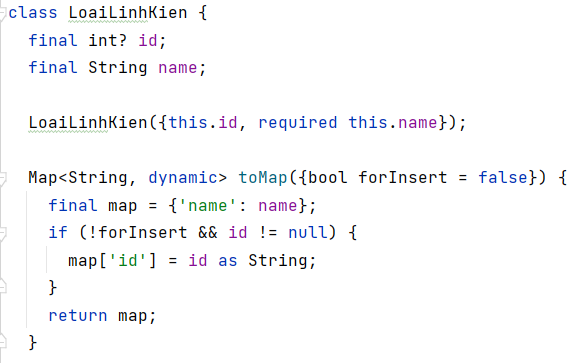 class LoaiLinhKien {
final int? id;
final String name;
LoaiLinhKien({this.id, required this.name});
Map<String, dynamic> toMap({bool forInsert = false}) {
final map = {'name': name};
if (!forInsert && id != null) {
map['id'] = id as String;
}
return map;
}